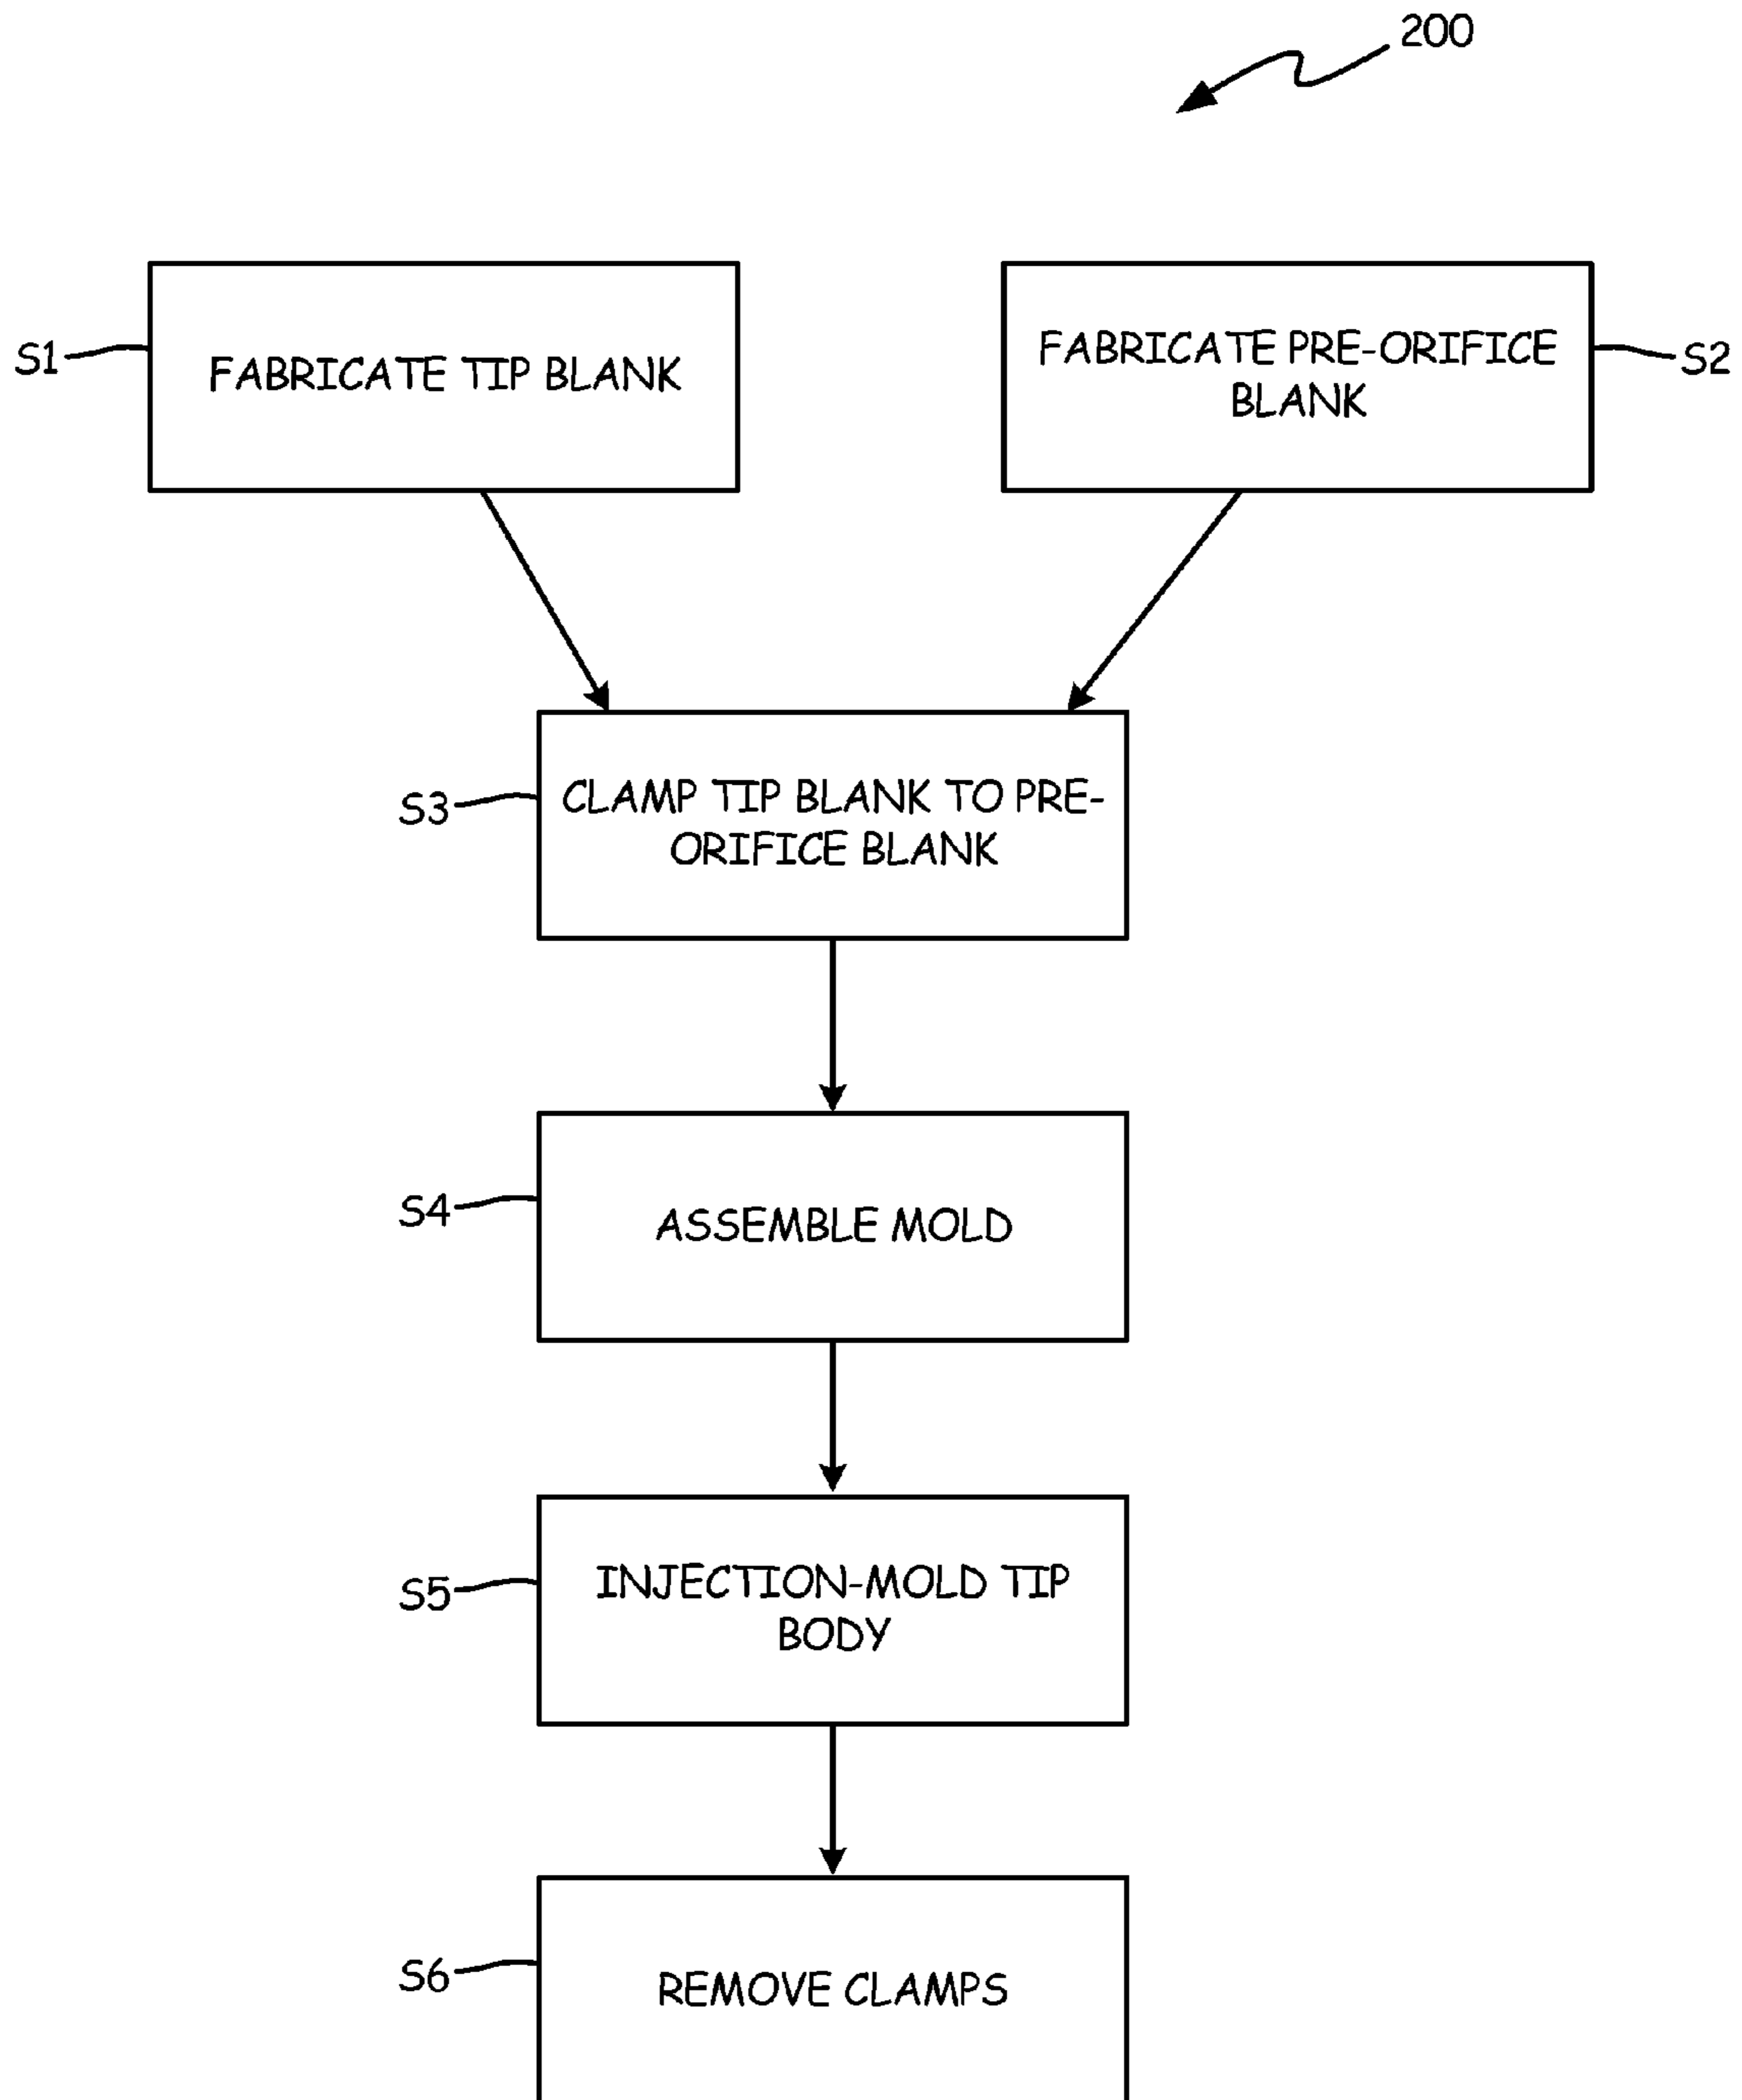 200
S1
FABRICATE TIP BLANK
FABRICATE PRE-ORIFICE
BLANK
S2
S3
CLAMP TIP BLANK TO PRE-
ORIFICE BLANK
S4
ASSEMBLE MOLD
S5
INJECTION-MOLD TIP
BODY
S6
REMOVE CLAMPS